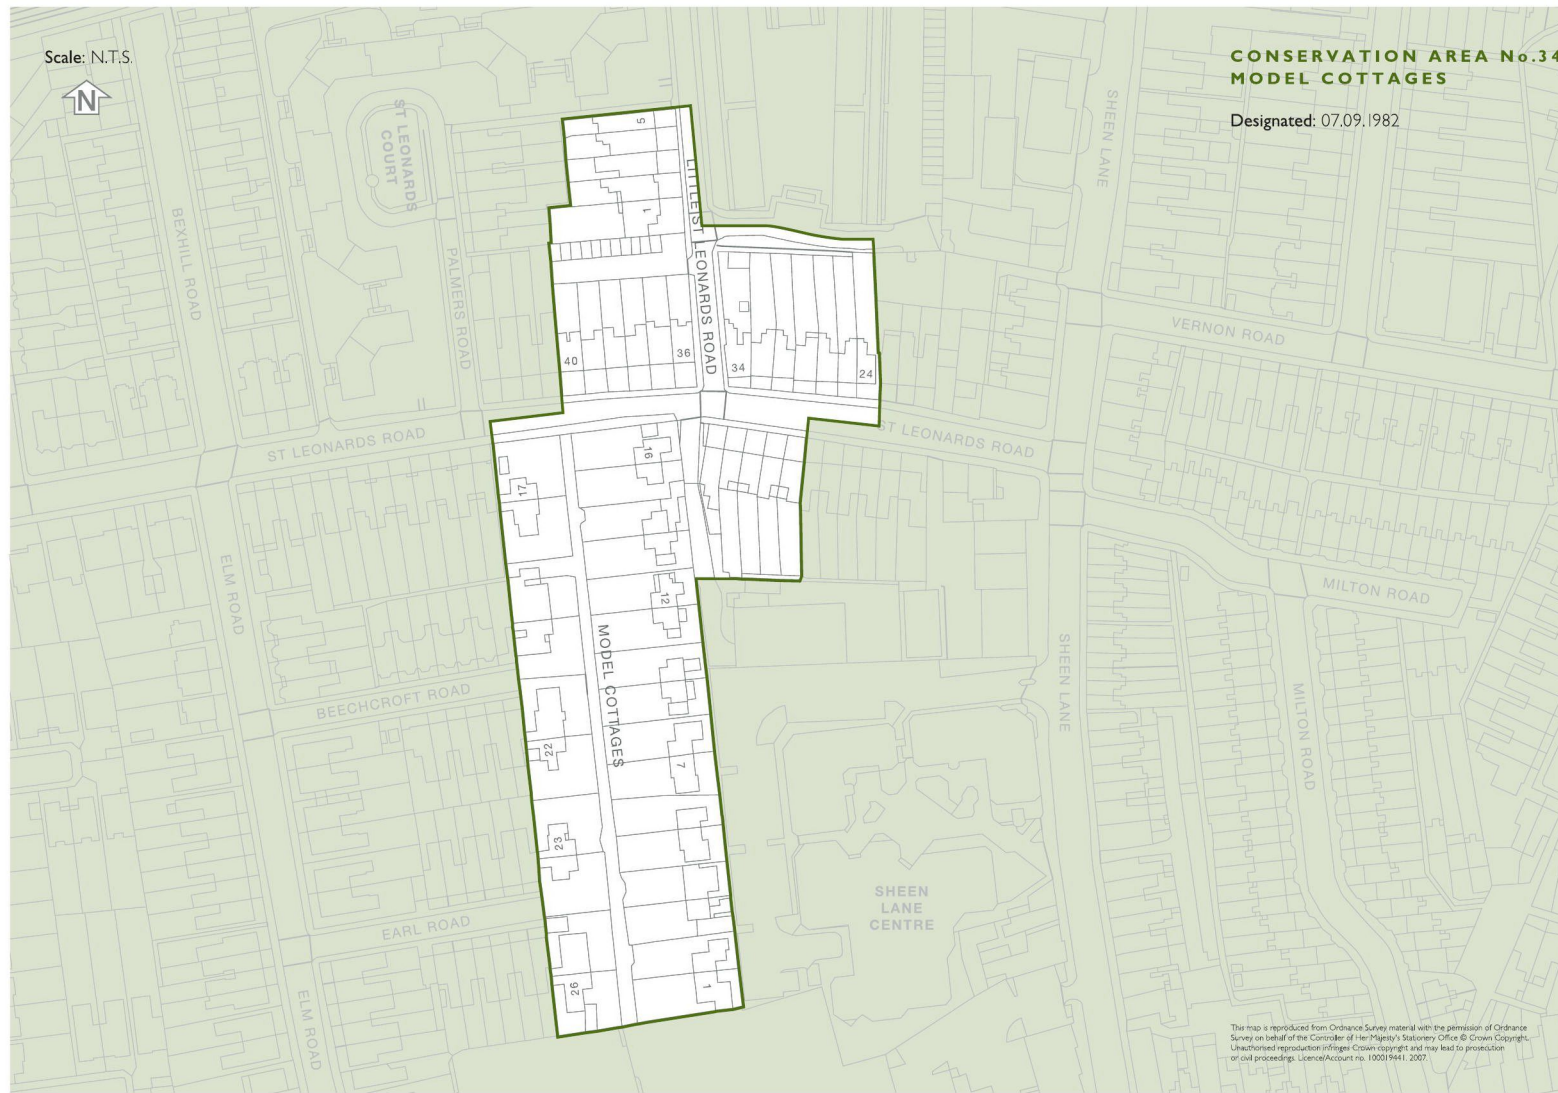 Scale: N.T.S.
N
CONSERVATION AREA No.34
MODEL COTTAGES
Designated: 07.09.1982
ST LEONARDS
COURT
BEXHILL ROAD
PALMERS ROAD
LITTLE ST LEONARDS ROAD
SHEEN LANE
VERNON ROAD
5
1
40
36
34
24
ST LEONARDS ROAD
ST LEONARDS ROAD
16
17
12
ELM ROAD
MODEL COTTAGES
MILTON ROAD
BEECHCROFT ROAD
SHEEN LANE
MILTON ROAD
22
7
23
SHEEN
LANE
CENTRE
EARL ROAD
26
1
ELM ROAD
This map is reproduced from Ordnance Survey material with the permission of Ordnance
Survey on behalf of the Controller of Her Majesty's Stationery Office © Crown Copyright.
Unauthorised reproduction infringes Crown copyright and may lead to prosecution
or civil proceedings. Licence/Account no. 100019441. 2007.